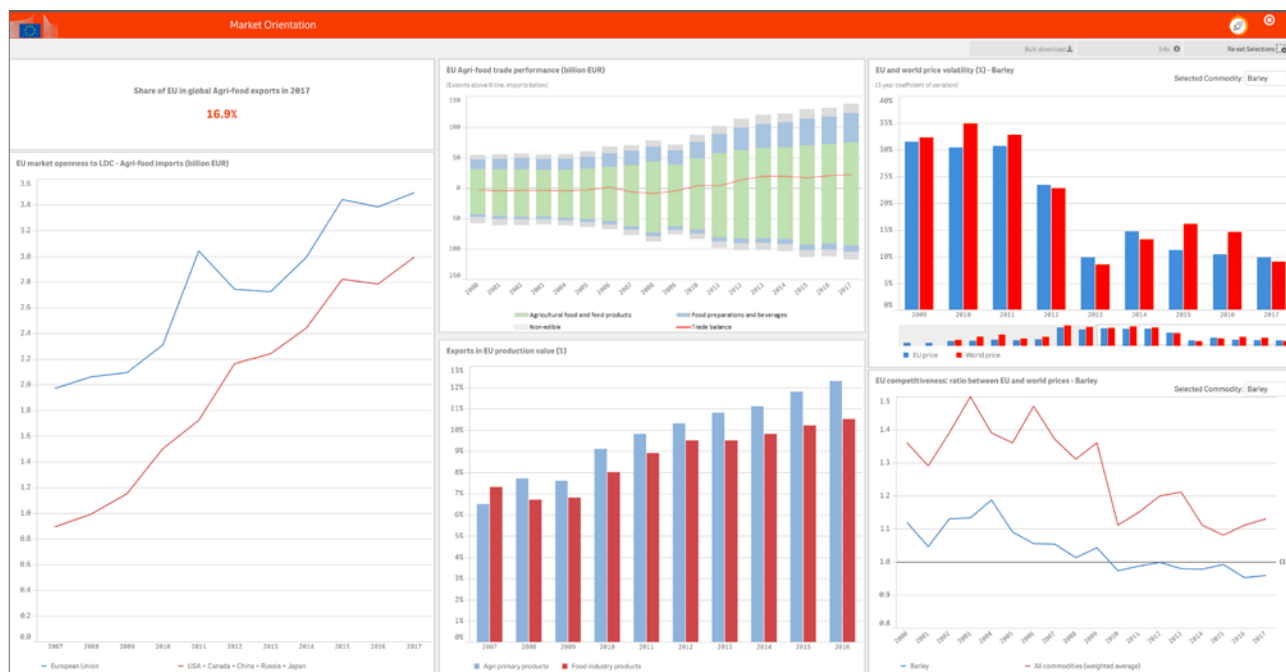 Market Orientation
Bulk download
Info
Re-set Selections
Share of EU in global Agri-food exports in 2017
16.9%
EU market openness to LDC - Agri-food imports (billion EUR)
3.6
3.4
3.2
3.0
2.8
2.6
2.4
2.2
2.0
1.8
1.6
1.4
1.2
1.0
0.8
0.6
0.4
0.2
0.0
2007 2008 2009 2010 2011 2012 2013 2014 2015 2016 2017
European Union USA + Canada + China + Russia + Japan
EU Agri-food trade performance (billion EUR)
(Exports above 0 line, imports below)
150
100
50
0
50
100
150
2000 2001 2002 2003 2004 2005 2006 2007 2008 2009 2010 2011 2012 2013 2014 2015 2016 2017
Agricultural food and feed products Food preparations and beverages
Non-edible Trade balance
Exports in EU production value (%)
13%
12%
11%
10%
9%
8%
7%
6%
5%
4%
3%
2%
1%
0%
2007 2008 2009 2010 2011 2012 2013 2014 2015 2016
Agri primary products Food industry products
EU and world price volatility (%) - Barley
(3 year coefficient of variation)
Selected Commodity: Barley
40%
35%
30%
25%
20%
15%
10%
5%
0%
2009 2010 2011 2012 2013 2014 2015 2016 2017
EU price World price
EU competitiveness: ratio between EU and world prices - Barley
Selected Commodity: Barley
1.5
1.4
1.3
1.2
1.1
1.0
0.9
0.8
2000 2001 2002 2003 2004 2005 2006 2007 2008 2009 2010 2011 2012 2013 2014 2015 2016 2017
Barley All commodities (weighted average)